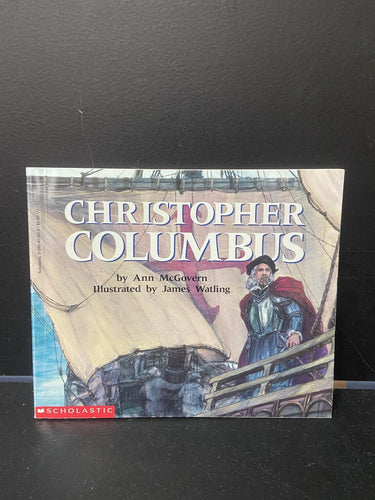 CHRISTOPHER
COLUMBUS
by Ann McGovern
Illustrated by James Watling
SCHOLASTIC